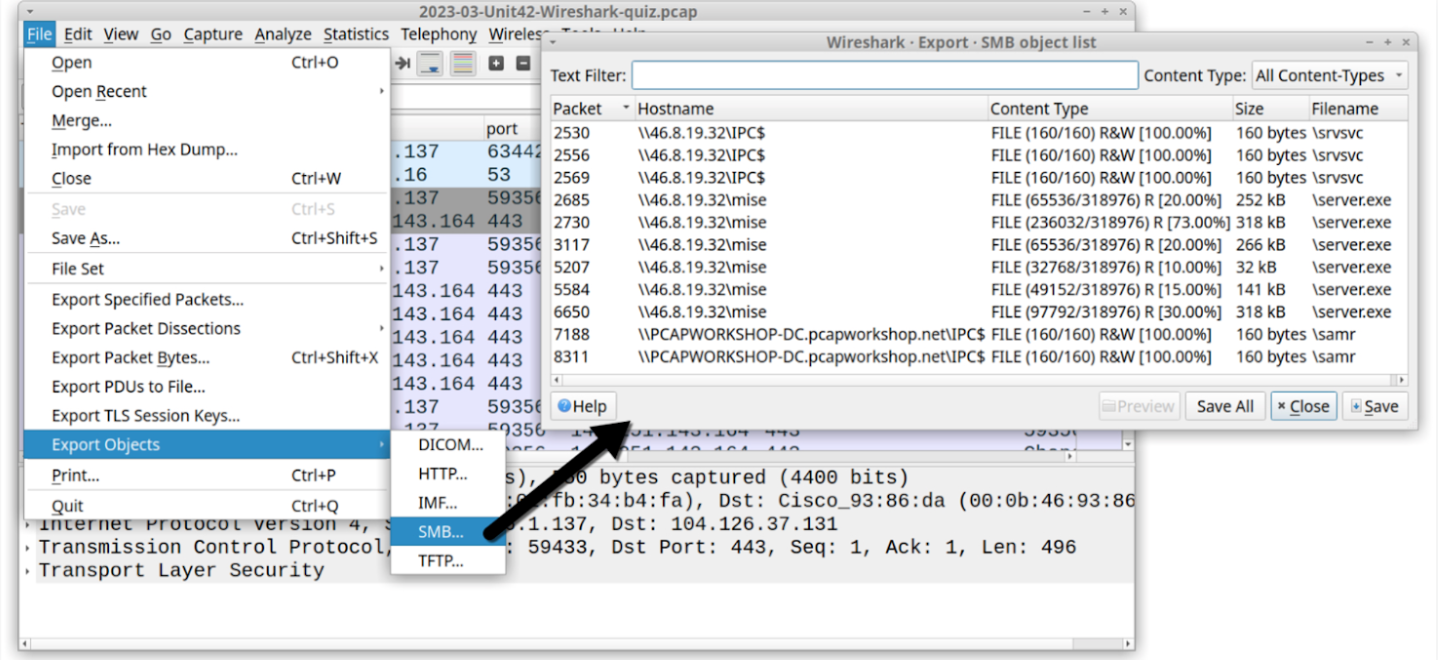 2023-03-Unit42-Wireshark-quiz.pcap
File Edit View Go Capture Analyze Statistics Telephony
Open Ctrl+O
Open Recent
Merge...
Import from Hex Dump...
Close Ctrl+W
Save Ctrl+S
Save As... Ctrl+Shift+S
File Set
Export Specified Packets...
Export Packet Dissections
Export Packet Bytes... Ctrl+Shift+X
Export PDUs to File...
Export TLS Session Keys...
Export Objects
Print... Ctrl+P
Quit Ctrl+Q
DICOM...
HTTP...
IMF...
SMB...
TFTP...
port
.137 63442
.16 53
.137 59356
143.164 443
.137 59356
.137 59356
143.164 443
143.164 443
143.164 443
143.164 443
143.164 443
.137 59356
Wireshark · Export · SMB object list
Text Filter: Content Type: All Content-Types
Packet Hostname Content Type Size Filename
2530 \\46.8.19.32\IPC$ FILE (160/160) R&W [100.00%] 160 bytes \srvsvc
2556 \\46.8.19.32\IPC$ FILE (160/160) R&W [100.00%] 160 bytes \srvsvc
2569 \\46.8.19.32\IPC$ FILE (160/160) R&W [100.00%] 160 bytes \srvsvc
2685 \\46.8.19.32\mise FILE (65536/318976) R [20.00%] 252 kB \server.exe
2730 \\46.8.19.32\mise FILE (236032/318976) R [73.00%] 318 kB \server.exe
3117 \\46.8.19.32\mise FILE (65536/318976) R [20.00%] 266 kB \server.exe
5207 \\46.8.19.32\mise FILE (32768/318976) R [10.00%] 32 kB \server.exe
5584 \\46.8.19.32\mise FILE (49152/318976) R [15.00%] 141 kB \server.exe
6650 \\46.8.19.32\mise FILE (97792/318976) R [30.00%] 318 kB \server.exe
7188 \\PCAPWORKSHOP-DC.pcapworkshop.net\IPC$ FILE (160/160) R&W [100.00%] 160 bytes \samr
8311 \\PCAPWORKSHOP-DC.pcapworkshop.net\IPC$ FILE (160/160) R&W [100.00%] 160 bytes \samr
Help Preview Save All Close Save
bytes captured (4400 bits)
:fb:34:b4:fa), Dst: Cisco_93:86:da (00:0b:46:93:86
Internet Protocol Version 4, .1.137, Dst: 104.126.37.131
Transmission Control Protocol, 59433, Dst Port: 443, Seq: 1, Ack: 1, Len: 496
Transport Layer Security